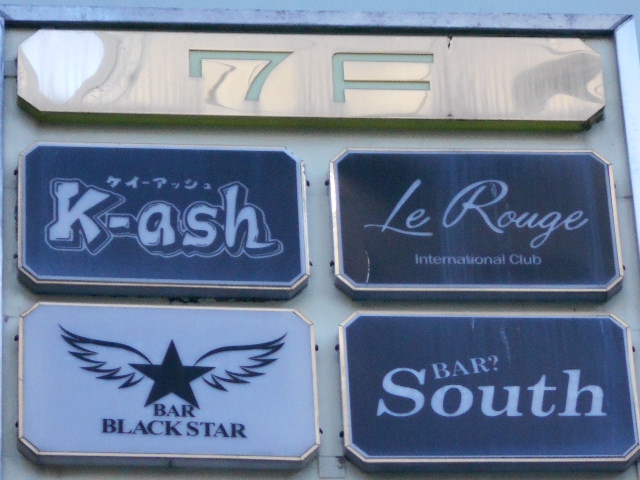 7F
ケイーアッシュ
K-ash
Le Rouge
International Club
BAR
BLACK STAR
BAR?
South